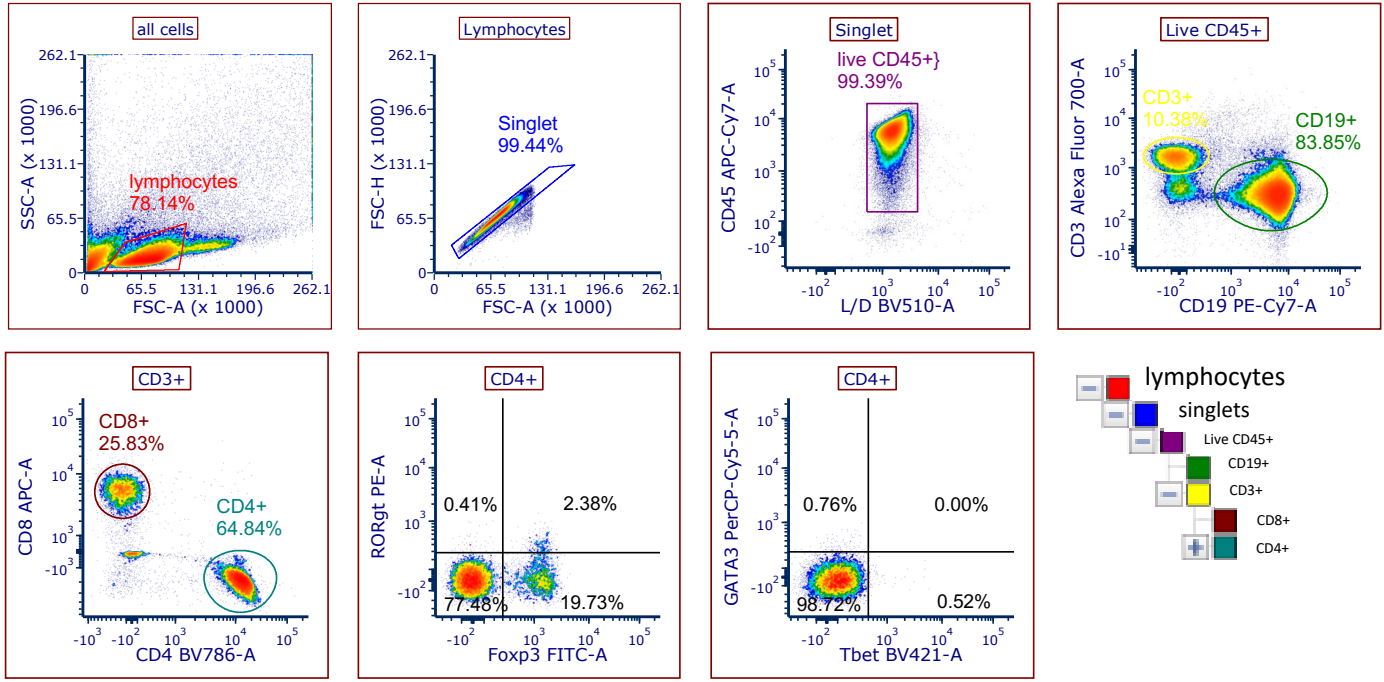 all cells
262.1
196.6
131.1
65.5
0
SSC-A (x 1000)
lymphocytes
78.14%
0 65.5 131.1 196.6 262.1
FSC-A (x 1000)
Lymphocytes
262.1
196.6
131.1
65.5
0
FSC-H (x 1000)
Singlet
99.44%
0 65.5 131.1 196.6 262.1
FSC-A (x 1000)
Singlet
live CD45+}
99.39%
10^5
10^4
10^3
10^2
-10^2
CD45 APC-Cy7-A
-10^2 10^3 10^4 10^5
L/D BV510-A
Live CD45+
10^5
10^4
10^3
10^2
-10^1
CD3 Alexa Fluor 700-A
CD3+
10.38%
CD19+
83.85%
-10^2 10^3 10^4 10^5
CD19 PE-Cy7-A
CD3+
CD8+
25.83%
10^5
10^4
10^3
-10^3
CD8 APC-A
CD4+
64.84%
-10^3 -10^2 10^3 10^4 10^5
CD4 BV786-A
CD4+
10^5
10^4
10^3
-10^2
RORgt PE-A
0.41% 2.38%
77.48% 19.73%
-10^2 10^3 10^4 10^5
Foxp3 FITC-A
CD4+
10^5
10^4
10^3
-10^2
GATA3 PerCP-Cy5-5-A
0.76% 0.00%
98.72% 0.52%
-10^2 10^3 10^4 10^5
Tbet BV421-A
lymphocytes
singlets
Live CD45+
CD19+
CD3+
CD8+
CD4+